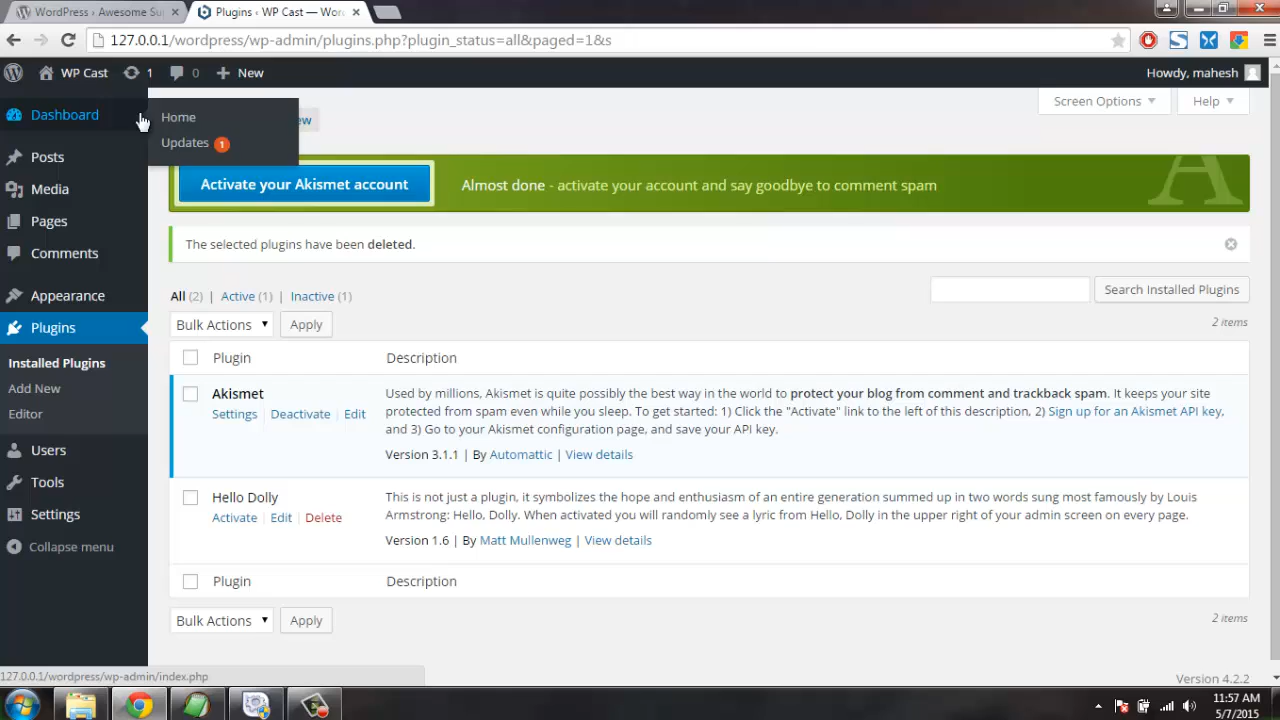 WordPress › Awesome Su
Plugins ‹ WP Cast — Wor
127.0.0.1/wordpress/wp-admin/plugins.php?plugin_status=all&paged=1&s
WP Cast 1 0 New
Howdy, mahesh
Dashboard
Home
Updates 1
ew
Screen Options
Help
Posts
Media
Pages
Comments
Appearance
Plugins
Installed Plugins
Add New
Editor
Users
Tools
Settings
Collapse menu
Activate your Akismet account
Almost done - activate your account and say goodbye to comment spam
A
The selected plugins have been deleted.
All (2) | Active (1) | Inactive (1)
Search Installed Plugins
Bulk Actions Apply
2 items
Plugin Description
Akismet
Settings | Deactivate | Edit
Used by millions, Akismet is quite possibly the best way in the world to protect your blog from comment and trackback spam. It keeps your site
protected from spam even while you sleep. To get started: 1) Click the "Activate" link to the left of this description, 2) Sign up for an Akismet API key,
and 3) Go to your Akismet configuration page, and save your API key.
Version 3.1.1 | By Automattic | View details
Hello Dolly
Activate | Edit | Delete
This is not just a plugin, it symbolizes the hope and enthusiasm of an entire generation summed up in two words sung most famously by Louis
Armstrong: Hello, Dolly. When activated you will randomly see a lyric from Hello, Dolly in the upper right of your admin screen on every page.
Version 1.6 | By Matt Mullenweg | View details
Plugin Description
Bulk Actions Apply
2 items
127.0.0.1/wordpress/wp-admin/index.php
Version 4.2.2
11:57 AM
5/7/2015